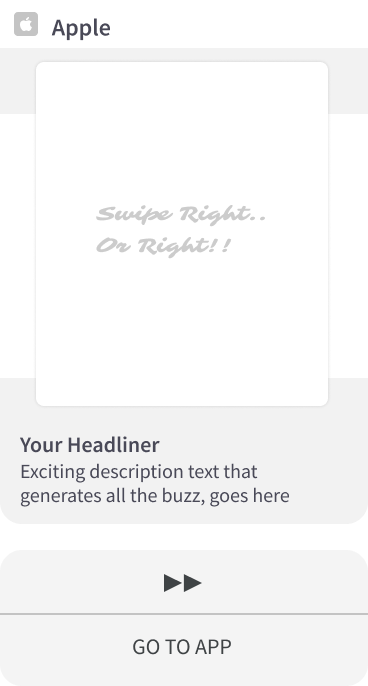 Apple
Swipe Right..
Or Right!!
Your Headliner
Exciting description text that
generates all the buzz, goes here
GO TO APP